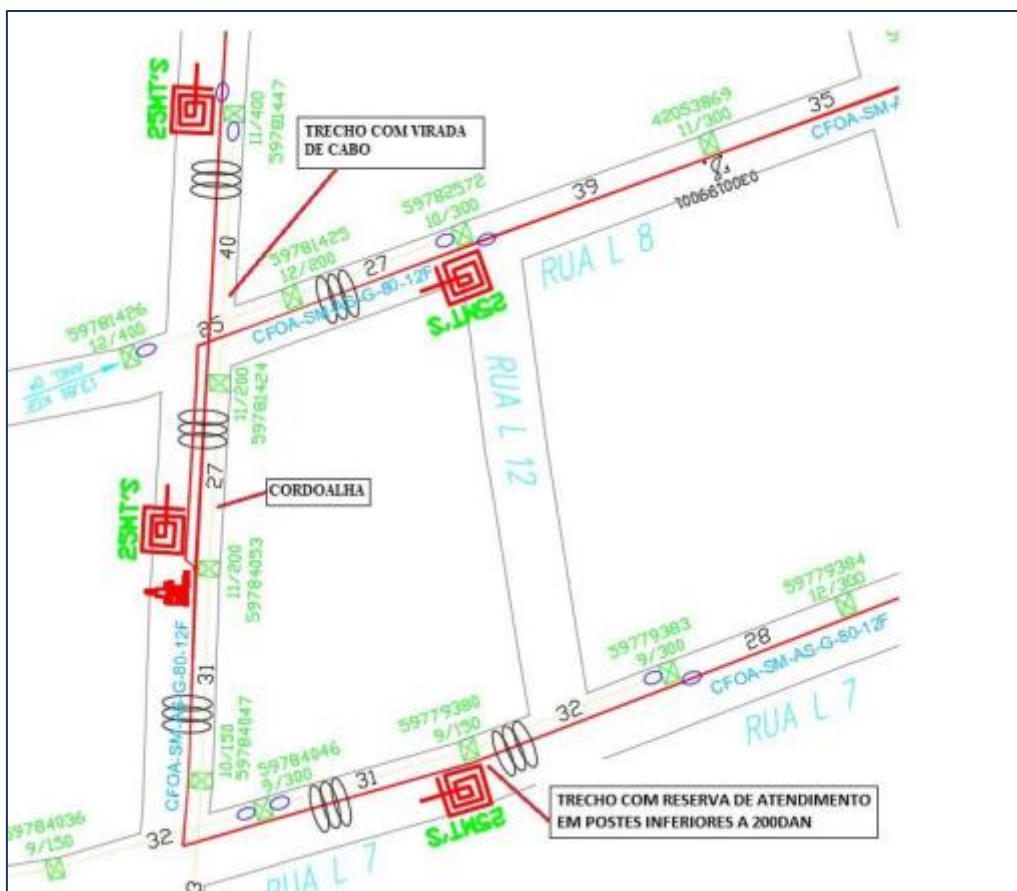 25MT'S
11/400
59781447
TRECHO COM VIRADA
DE CABO
42053869
11/300
35
CFOA-SM-A
39
0300199001
59782572
10/300
RUA L 8
40
59781425
12/200
27
CFOA-SM-AS-G-80-12F
25MT'S
59781426
12/400
25
11/200
59781424
RUA L 12
27
CORDOALHA
25MT'S
11/200
59784053
59779384
12/300
CFOA-SM-AS-G-80-12F
31
59779383
9/300
28
CFOA-SM-AS-G-80-12F
RUA L 7
32
59779380
9/150
10/150
59784047
59784046
9/300
31
25MT'S
TRECHO COM RESERVA DE ATENDIMENTO
EM POSTES INFERIORES A 200DAN
59784036
9/150
32
RUA L 7